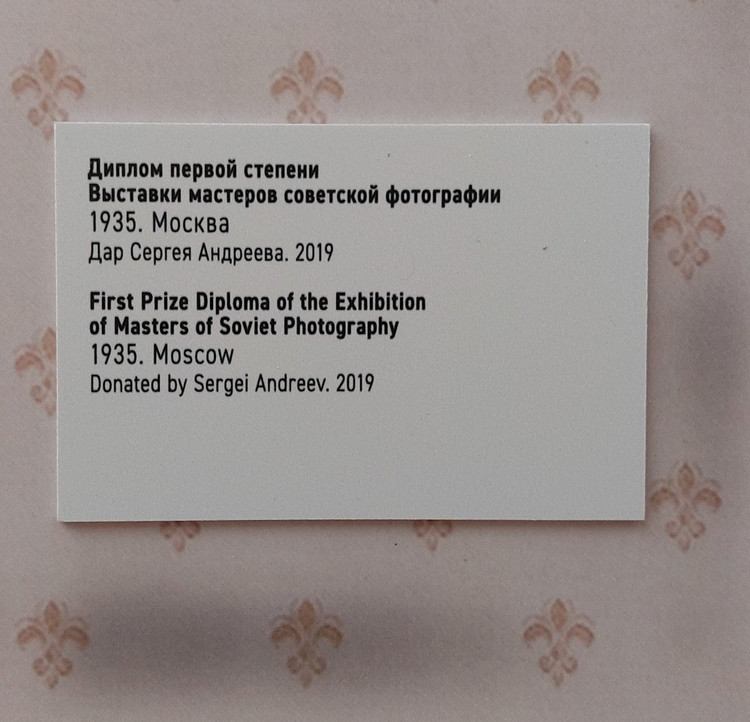 Диплом первой степени
Выставки мастеров советской фотографии
1935. Москва
Дар Сергея Андреева. 2019
First Prize Diploma of the Exhibition
of Masters of Soviet Photography
1935. Moscow
Donated by Sergei Andreev. 2019